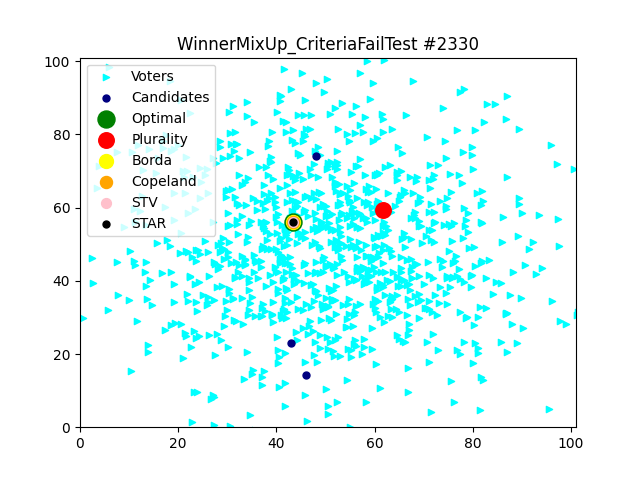 WinnerMixUp_CriteriaFailTest #2330
100
80
60
40
20
0
Voters
Candidates
Optimal
Plurality
Borda
Copeland
STV
STAR
0 20 40 60 80 100